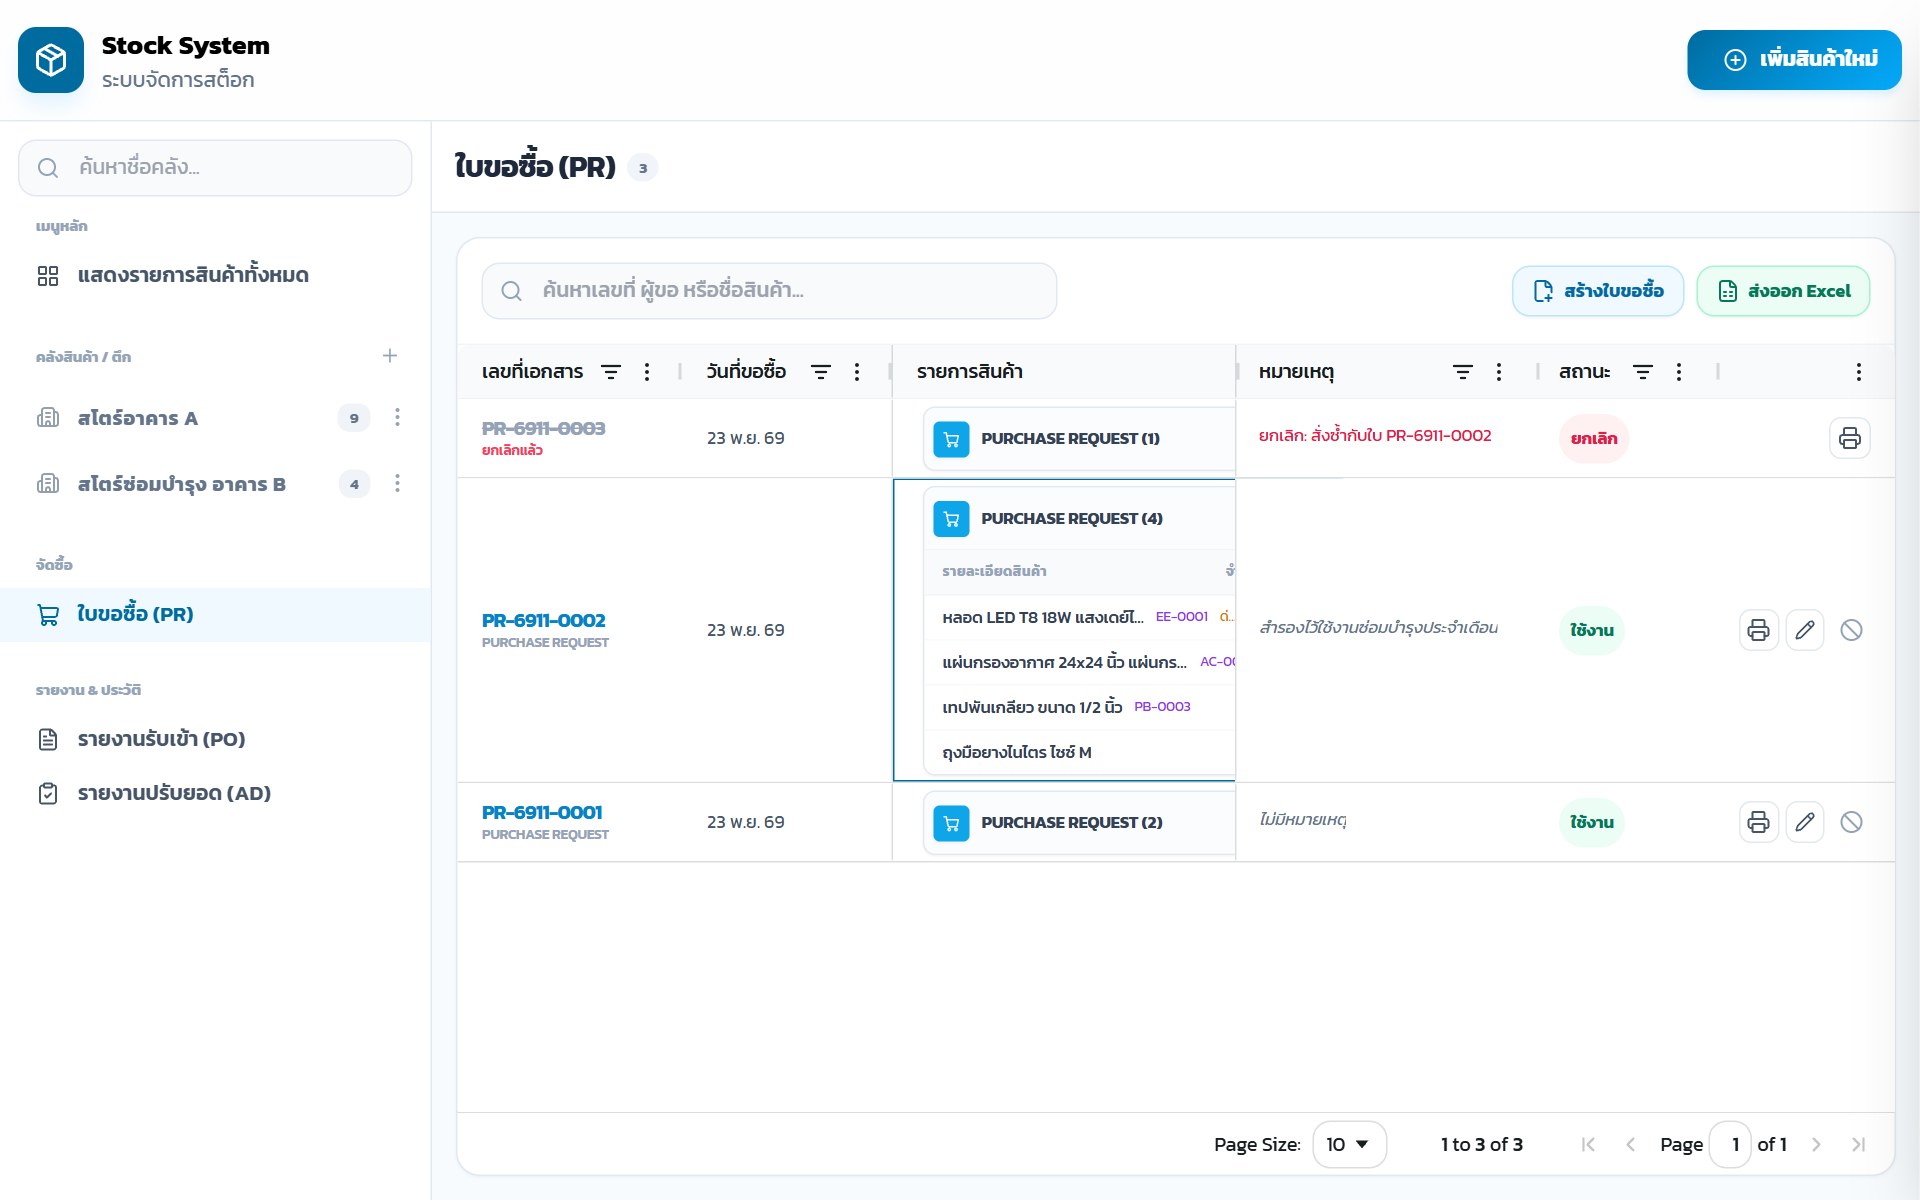 Stock System
ระบบจัดการสต็อก
เพิ่มสินค้าใหม่
ค้นหาชื่อคลัง...
เมนูหลัก
แสดงรายการสินค้าทั้งหมด
คลังสินค้า / ตึก
สโตร์อาคาร A
9
สโตร์ซ่อมบำรุง อาคาร B
4
จัดซื้อ
ใบขอซื้อ (PR)
รายงาน & ประวัติ
รายงานรับเข้า (PO)
รายงานปรับยอด (AD)
ใบขอซื้อ (PR) 3
ค้นหาเลขที่ ผู้ขอ หรือชื่อสินค้า...
สร้างใบขอซื้อ
ส่งออก Excel
เลขที่เอกสาร วันที่ขอซื้อ รายการสินค้า หมายเหตุ สถานะ
PR-6911-0003
ยกเลิกแล้ว
23 พ.ย. 69
PURCHASE REQUEST (1)
ยกเลิก: สั่งซ้ำกับใบ PR-6911-0002
ยกเลิก
PR-6911-0002
PURCHASE REQUEST
23 พ.ย. 69
PURCHASE REQUEST (4)
รายละเอียดสินค้า
หลอด LED T8 18W แสงเดย์ไ... EE-0001 ด่...
แผ่นกรองอากาศ 24x24 นิ้ว แผ่นกร... AC-00
เทปพันเกลียว ขนาด 1/2 นิ้ว PB-0003
ถุงมือยางไนไตร ไซซ์ M
สำรองไว้ใช้งานซ่อมบำรุงประจำเดือน
ใช้งาน
PR-6911-0001
PURCHASE REQUEST
23 พ.ย. 69
PURCHASE REQUEST (2)
ไม่มีหมายเหตุ
ใช้งาน
Page Size: 10 1 to 3 of 3 Page 1 of 1